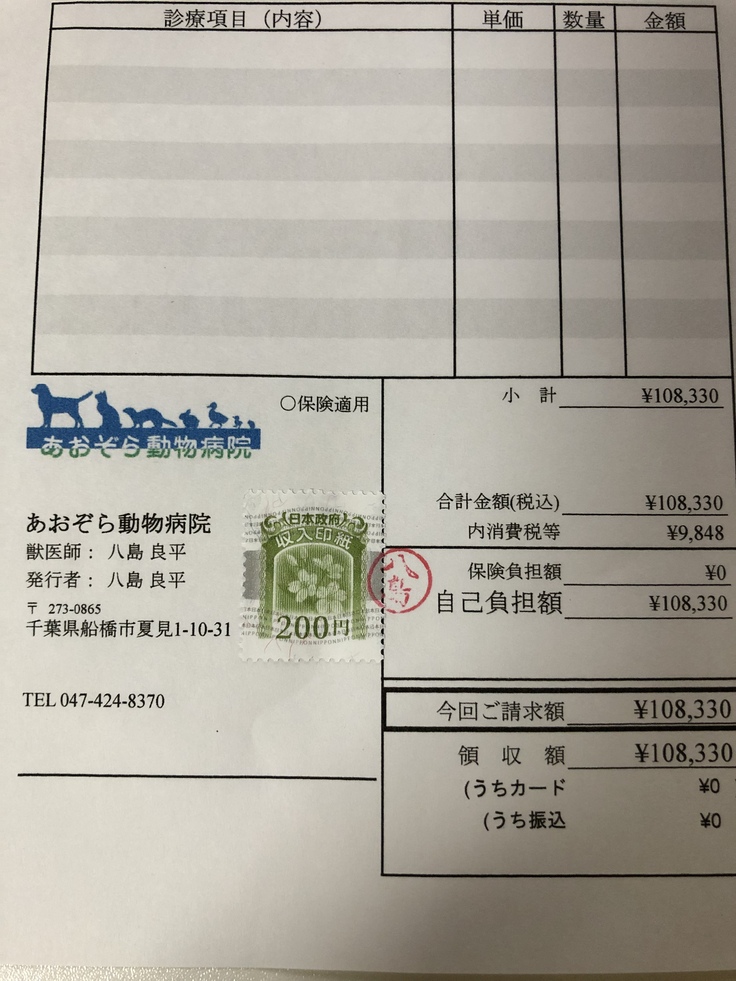 診療項目（内容） 単価 数量 金額
小 計 ¥108,330
〇保険適用
あおぞら動物病院
合計金額(税込) ¥108,330
内消費税等 ¥9,848
保険負担額 ¥0
自己負担額 ¥108,330
今回ご請求額 ¥108,330
領 収 額 ¥108,330
(うちカード ¥0
(うち振込 ¥0
あおぞら動物病院
獣医師： 八島 良平
発行者： 八島 良平
〒 273-0865
千葉県船橋市夏見1-10-31
TEL 047-424-8370
日本政府
収入印紙
200円
八島